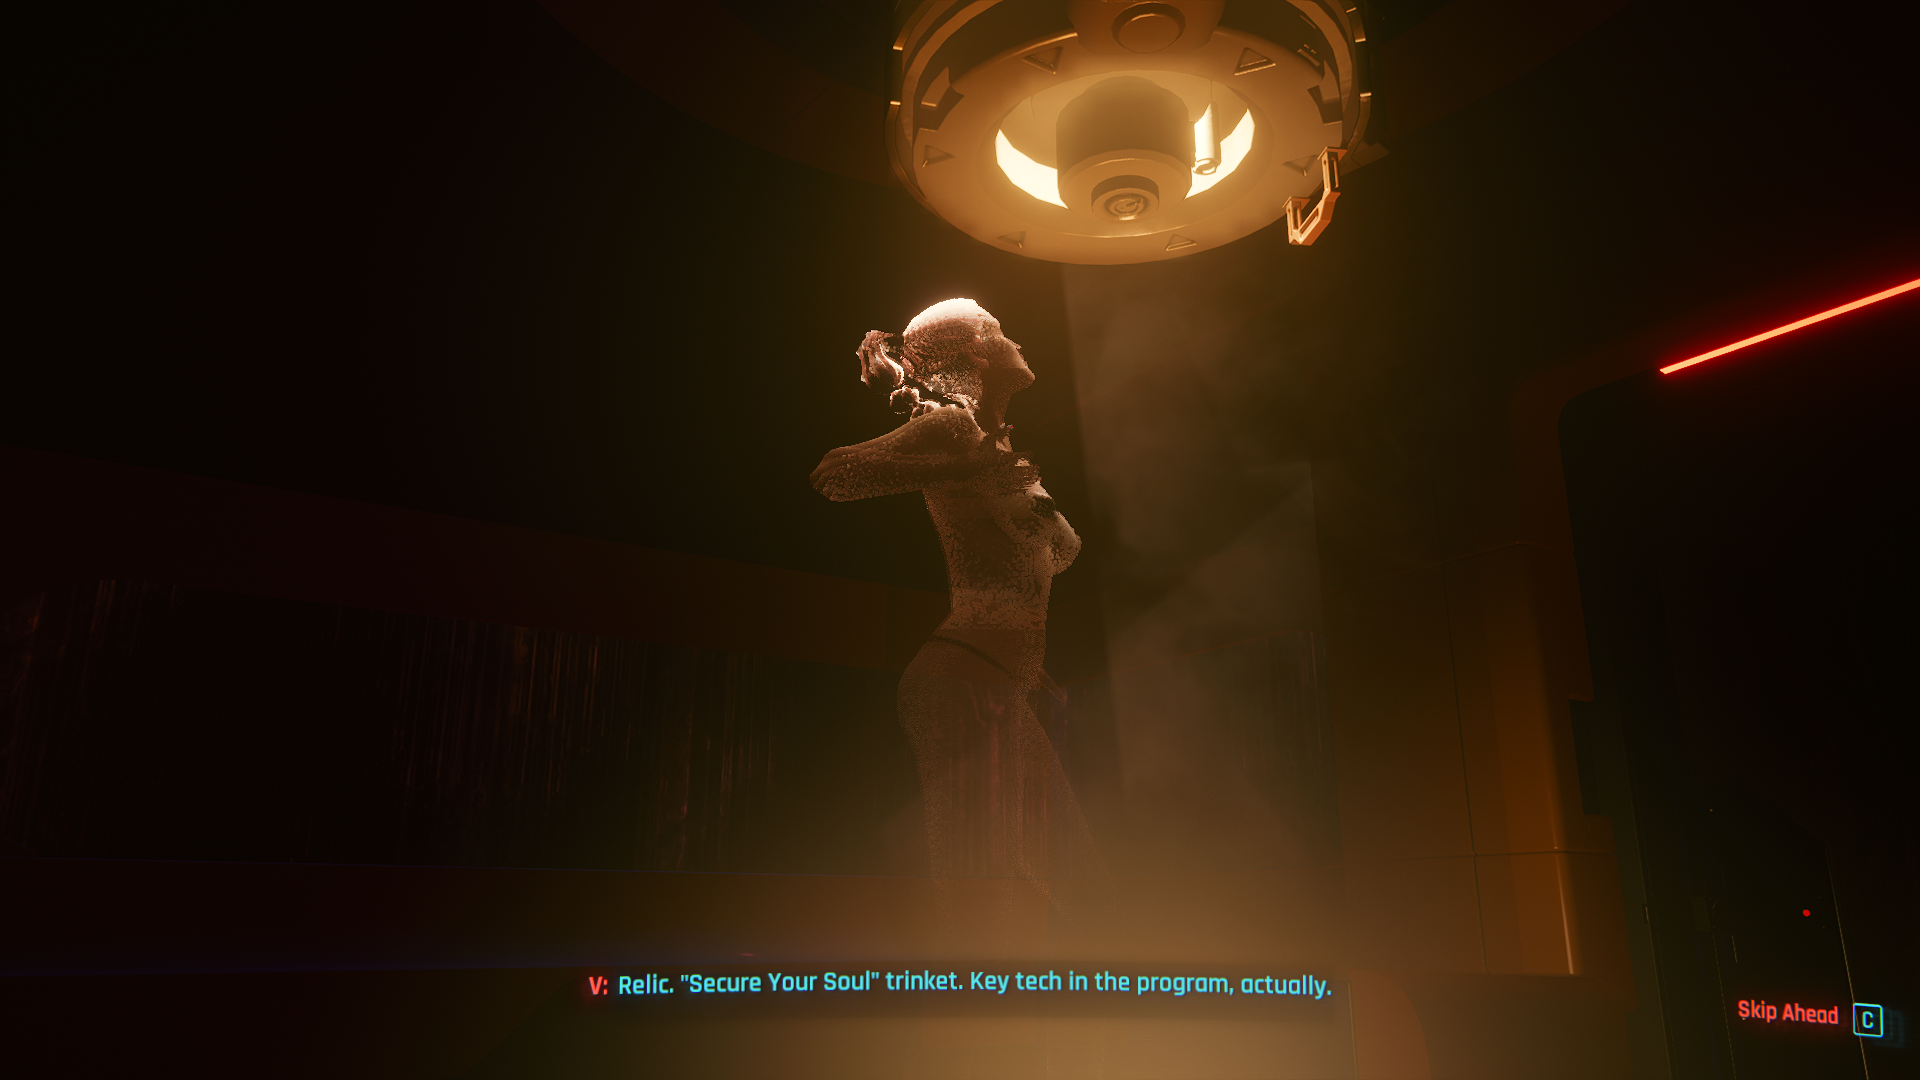 V: Relic. "Secure Your Soul" trinket. Key tech in the program, actually.
Skip Ahead C